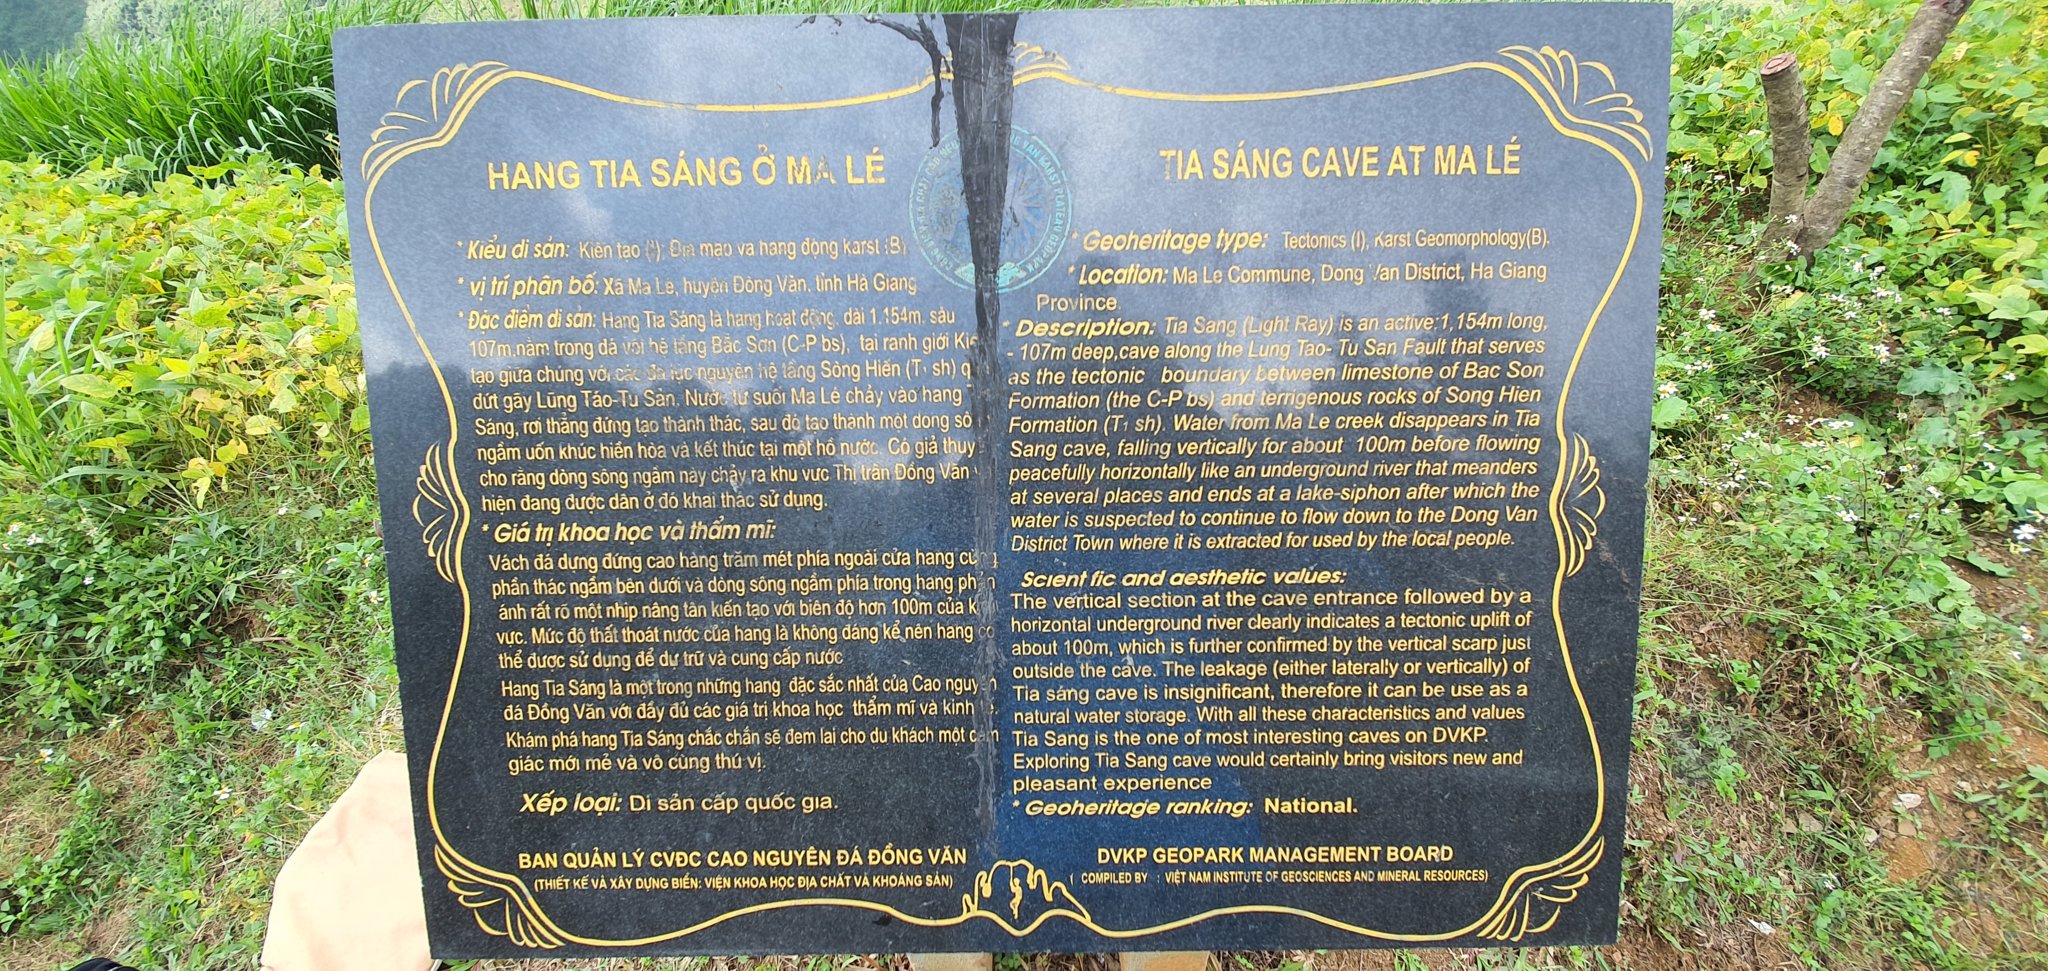 HANG TIA SÁNG Ở MA LÉ
* Kiểu di sản: Kiến tạo (I), Địa mạo và hang động karst (B)
* vị trí phân bố: Xã Ma Lé, huyện Đồng Văn, tỉnh Hà Giang
* Đặc điểm di sản: Hang Tia Sáng là hang hoạt động, dài 1.154m, sâu
107m,nằm trong đá vôi hệ tầng Bắc Sơn (C-P bs), tại ranh giới
tạo giữa chúng với các đá lục nguyên hệ tầng Sông Hiến (T₁ sh)
đứt gãy Lũng Táo-Tu Sản. Nước từ suối Ma Lé chảy vào hang
Sáng, rơi thẳng đứng tạo thành thác, sau đó tạo thành một dòng
ngầm uốn khúc hiền hòa và kết thúc tại một hồ nước. Có giả
cho rằng dòng sông ngầm này chảy ra khu vực Thị trấn Đồng Văn
hiện đang được dân ở đó khai thác sử dụng.
* Giá trị khoa học và thẩm mĩ:
Vách đá dựng đứng cao hàng trăm mét phía ngoài cửa hang cùng
phần thác ngầm bên dưới và dòng sông ngầm phía trong hang phản
ánh rất rõ một nhịp nâng tân kiến tạo với biên độ hơn 100m của
vực. Mức độ thất thoát nước của hang là không đáng kể nên hang có
thể được sử dụng để dự trữ và cung cấp nước
Hang Tia Sáng là một trong những hang đặc sắc nhất của Cao nguyên
đá Đồng Văn với đầy đủ các giá trị khoa học thẩm mĩ và kinh
Khám phá hang Tia Sáng chắc chắn sẽ đem lại cho du khách một cảm
giác mới mẻ và vô cùng thú vị.
Xếp loại: Di sản cấp quốc gia.
BAN QUẢN LÝ CVĐC CAO NGUYÊN ĐÁ ĐỒNG VĂN
(THIẾT KẾ VÀ XÂY DỰNG BIỂN: VIỆN KHOA HỌC ĐỊA CHẤT VÀ KHOÁNG SẢN)
TIA SÁNG CAVE AT MA LÉ
* Geoheritage type: Tectonics (I), Karst Geomorphology(B).
* Location: Ma Le Commune, Dong Van District, Ha Giang
Province.
* Description: Tia Sang (Light Ray) is an active;1,154m long,
- 107m deep,cave along the Lung Tao- Tu San Fault that serves
as the tectonic boundary between limestone of Bac Son
Formation (the C-P bs) and terrigenous rocks of Song Hien
Formation (T₁ sh). Water from Ma Le creek disappears in Tia
Sang cave, falling vertically for about 100m before flowing
peacefully horizontally like an underground river that meanders
at several places and ends at a lake-siphon after which the
water is suspected to continue to flow down to the Dong Van
District Town where it is extracted for used by the local people.
Scient fic and aesthetic values:
The vertical section at the cave entrance followed by a
horizontal underground river clearly indicates a tectonic uplift of
about 100m, which is further confirmed by the vertical scarp just
outside the cave. The leakage (either laterally or vertically) of
Tia sáng cave is insignificant, therefore it can be use as a
natural water storage. With all these characteristics and values
Tia Sang is the one of most interesting caves on DVKP.
Exploring Tia Sang cave would certainly bring visitors new and
pleasant experience
* Geoheritage ranking: National.
DVKP GEOPARK MANAGEMENT BOARD
( COMPILED BY : VIỆT NAM INSTITUTE OF GEOSCIENCES AND MINERAL RESOURCES)